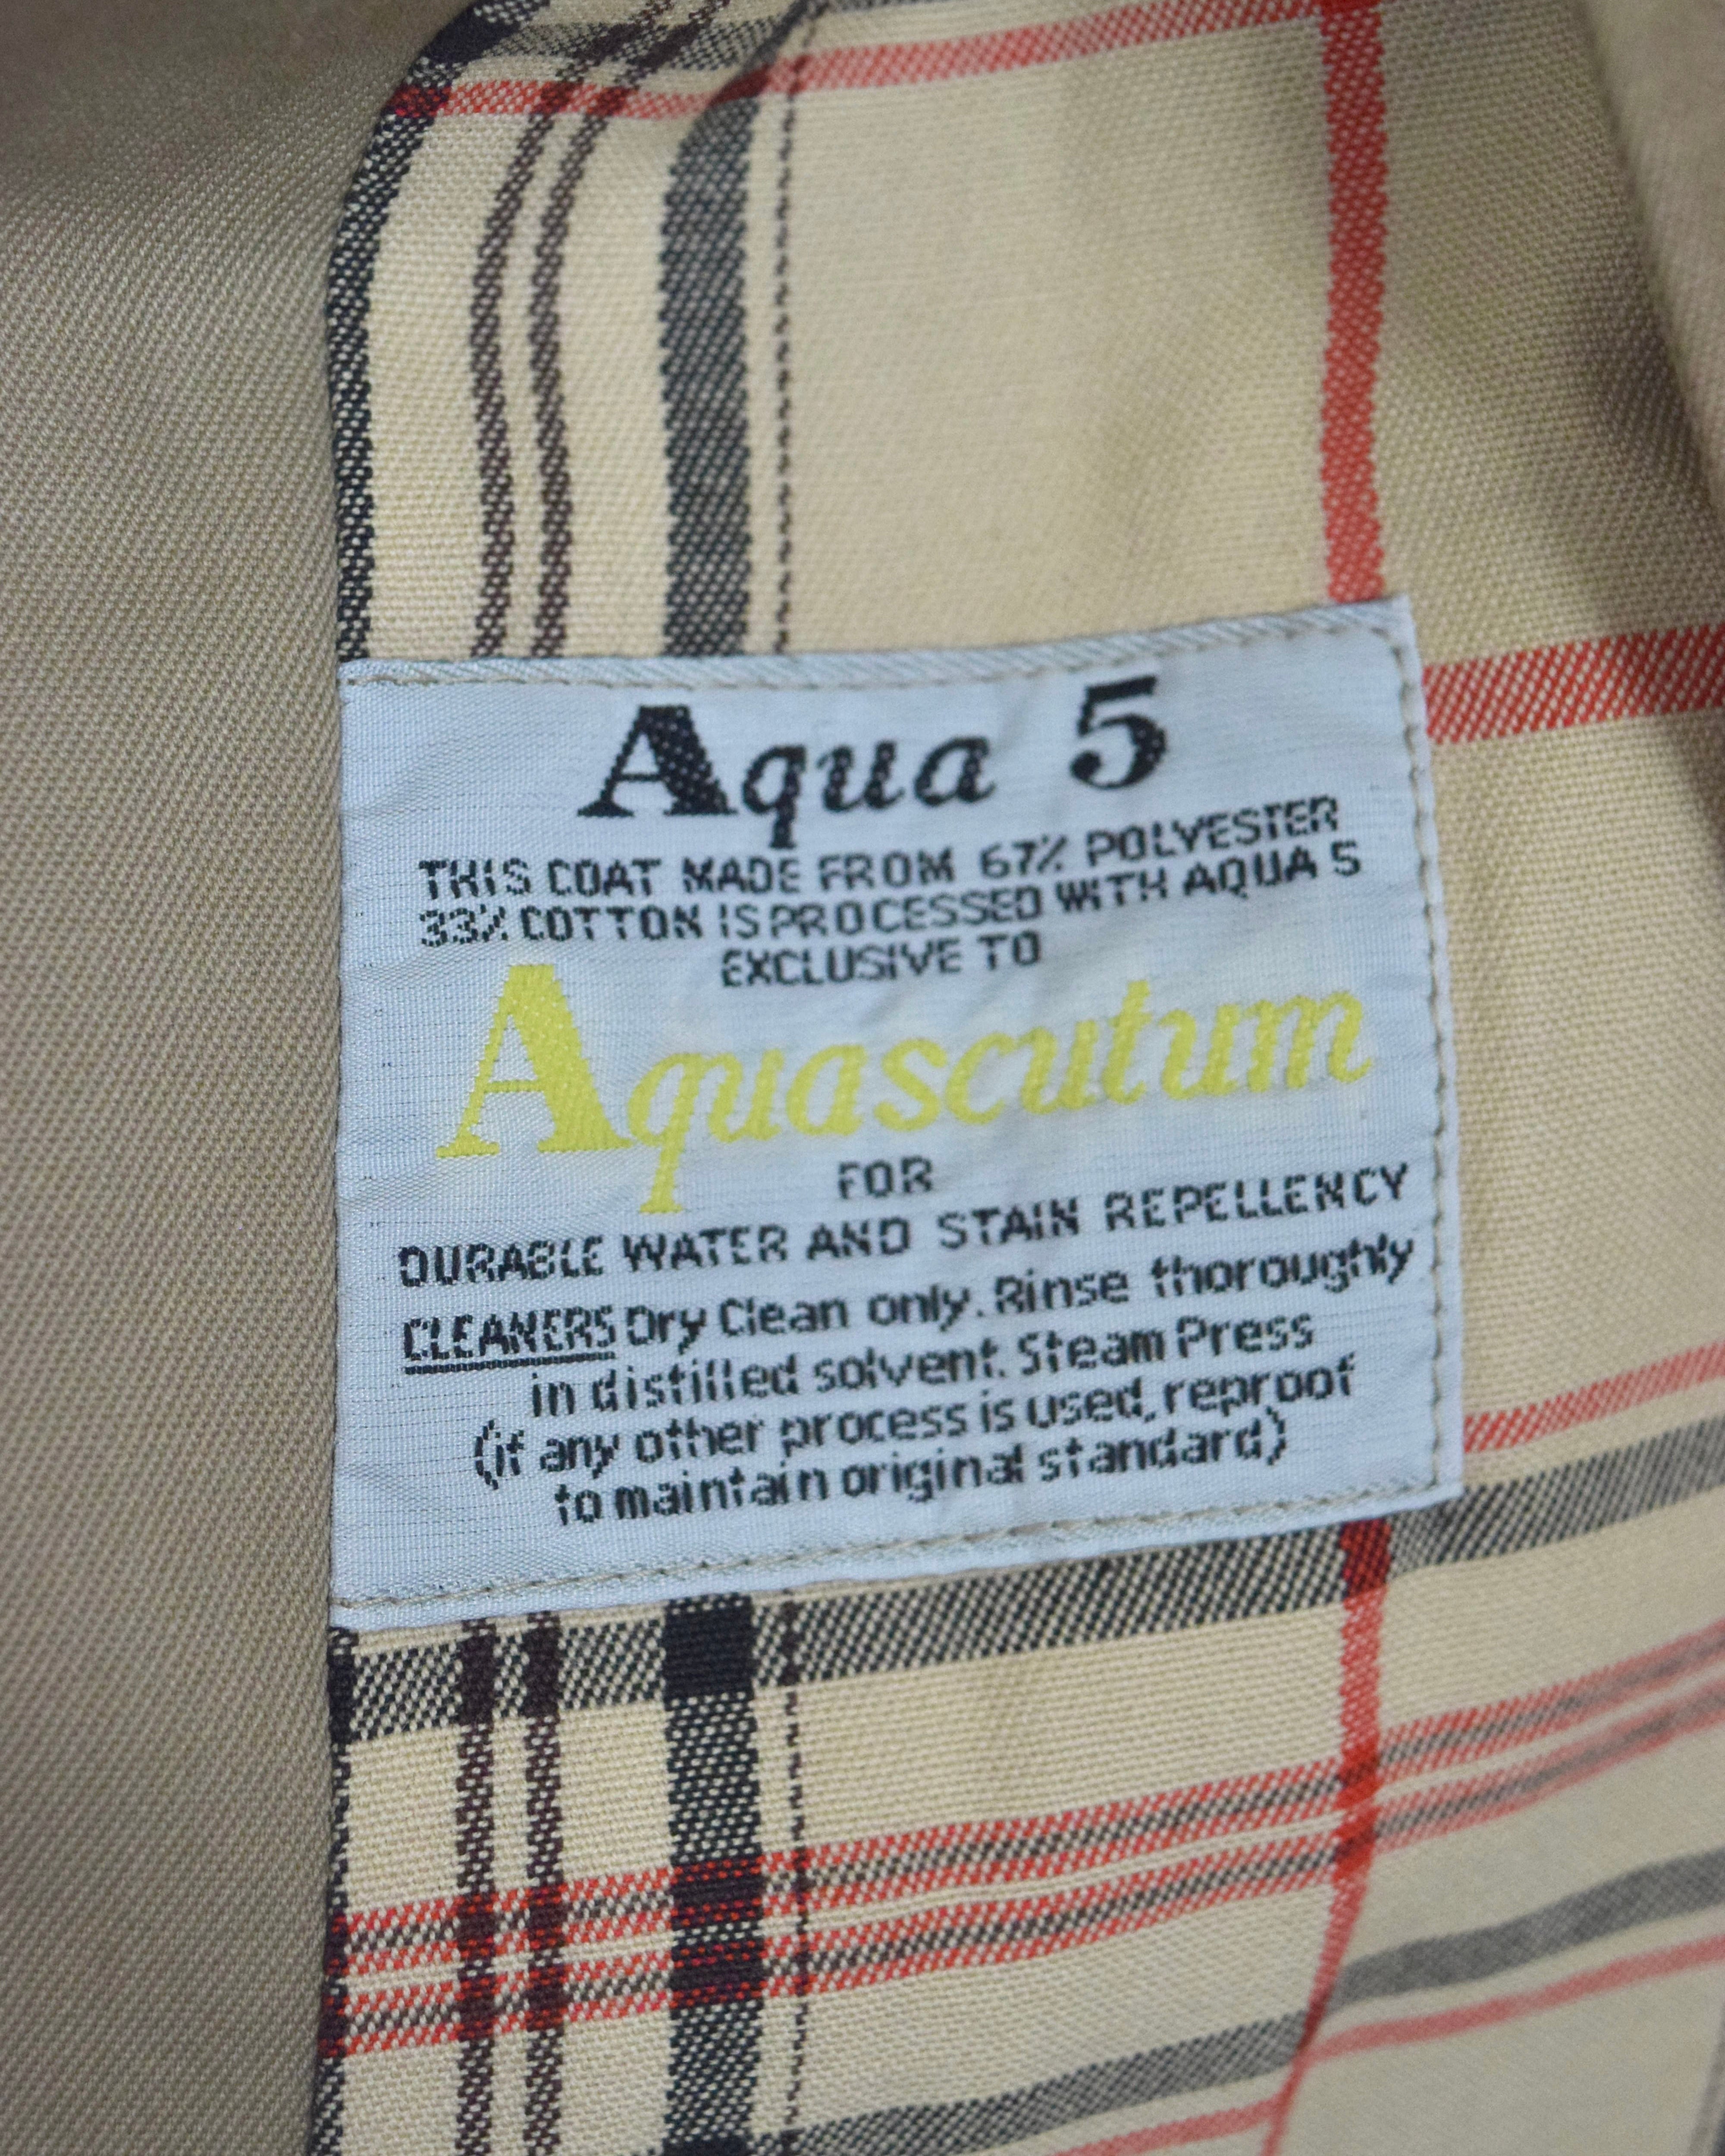 Aqua 5
THIS COAT MADE FROM 67% POLYESTER
33% COTTON IS PROCESSED WITH AQUA 5
EXCLUSIVE TO
Aquascutum
FOR
DURABLE WATER AND STAIN REPELLENCY
CLEANERS Dry Clean only. Rinse thoroughly
in distilled solvent. Steam Press
(if any other process is used, reproof
to maintain original standard)